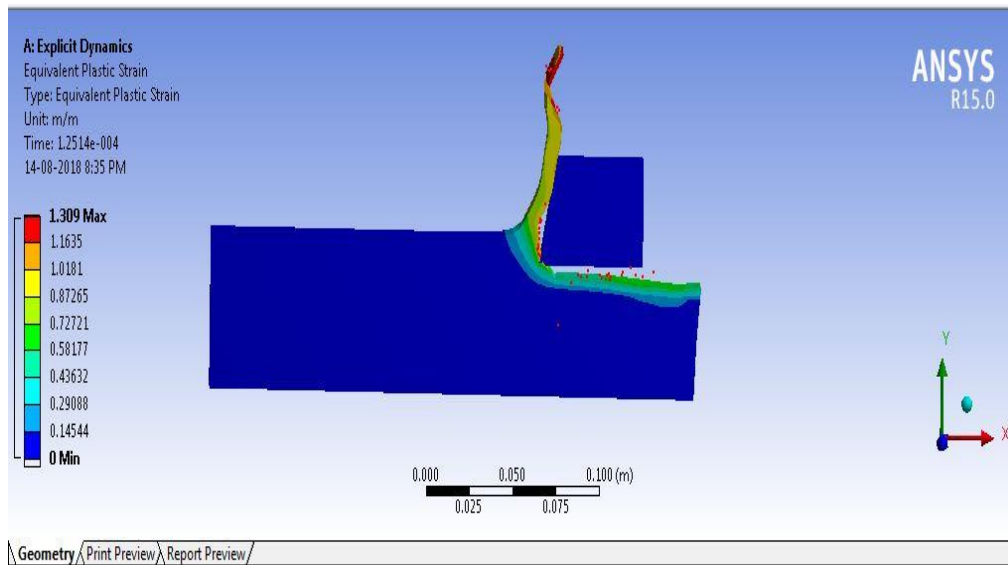 A: Explicit Dynamics
Equivalent Plastic Strain
Type: Equivalent Plastic Strain
Unit: m/m
Time: 1.2514e-004
14-08-2018 8:35 PM
ANSYS
R15.0
1.309 Max
1.1635
1.0181
0.87265
0.72721
0.58177
0.43632
0.29088
0.14544
0 Min
Y
X
0.000 0.050 0.100 (m)
0.025 0.075
Geometry Print Preview Report Preview